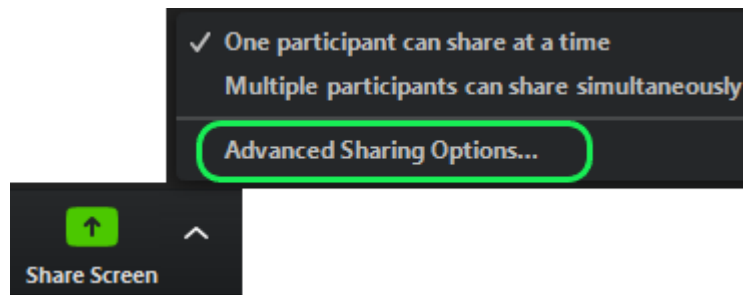 One participant can share at a time
Multiple participants can share simultaneously
Advanced Sharing Options...
Share Screen